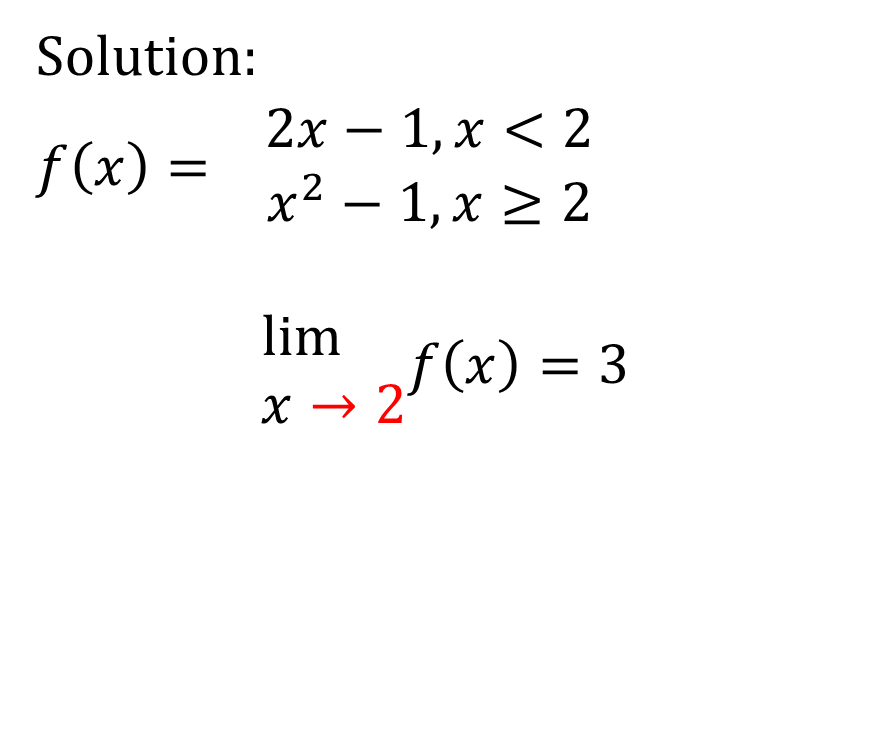 Solution:
f(x) = 2x − 1, x < 2
x² − 1, x ≥ 2
lim f(x) = 3
x → 2